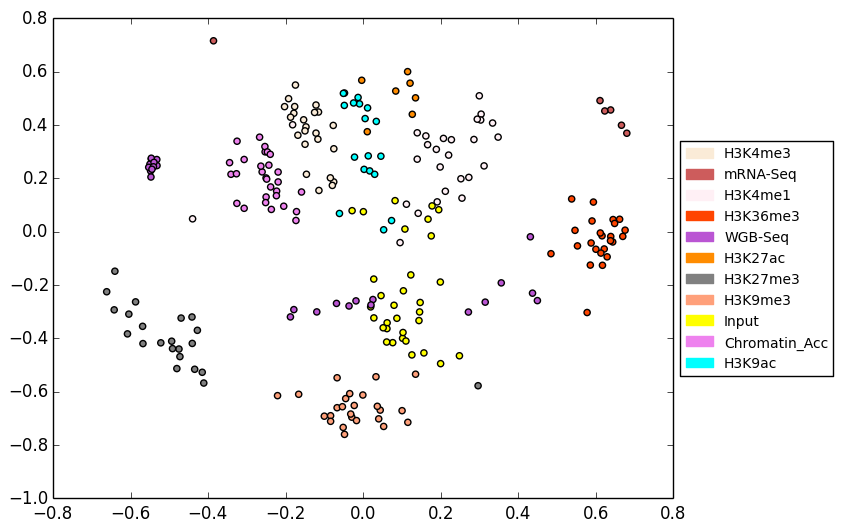 0.8
0.6
0.4
0.2
0.0
−0.2
−0.4
−0.6
−0.8
−1.0
−0.8 −0.6 −0.4 −0.2 0.0 0.2 0.4 0.6 0.8
H3K4me3
mRNA-Seq
H3K4me1
H3K36me3
WGB-Seq
H3K27ac
H3K27me3
H3K9me3
Input
Chromatin_Acc
H3K9ac